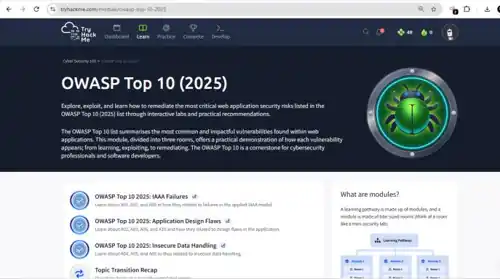 tryhackme.com/module/owasp-top-10-2025
Try
Hack
Me
Dashboard
Learn
Practice
Compete
Develop
OWASP Top 10 (2025)
Explore, exploit, and learn how to remediate the most critical web application security risks listed in the
OWASP Top 10 (2025) list through interactive labs and practical recommendations.
The OWASP Top 10 list summarises the most common and impactful vulnerabilities found within web
applications. This module, divided into three rooms, offers a practical demonstration of how each vulnerability
appears; from learning, exploiting, to remediating. The OWASP Top 10 is a cornerstone for cybersecurity
professionals and software developers.
OWASP Top 10 2025: IAAA Failures
OWASP Top 10 2025: Application Design Flaws
OWASP Top 10 2025: Insecure Data Handling
Topic Transition Recap
What are modules?
A learning pathway is made up of modules, and a
module is made of bite-sized rooms (think of a room
like a mini security lab).
Learning Pathway